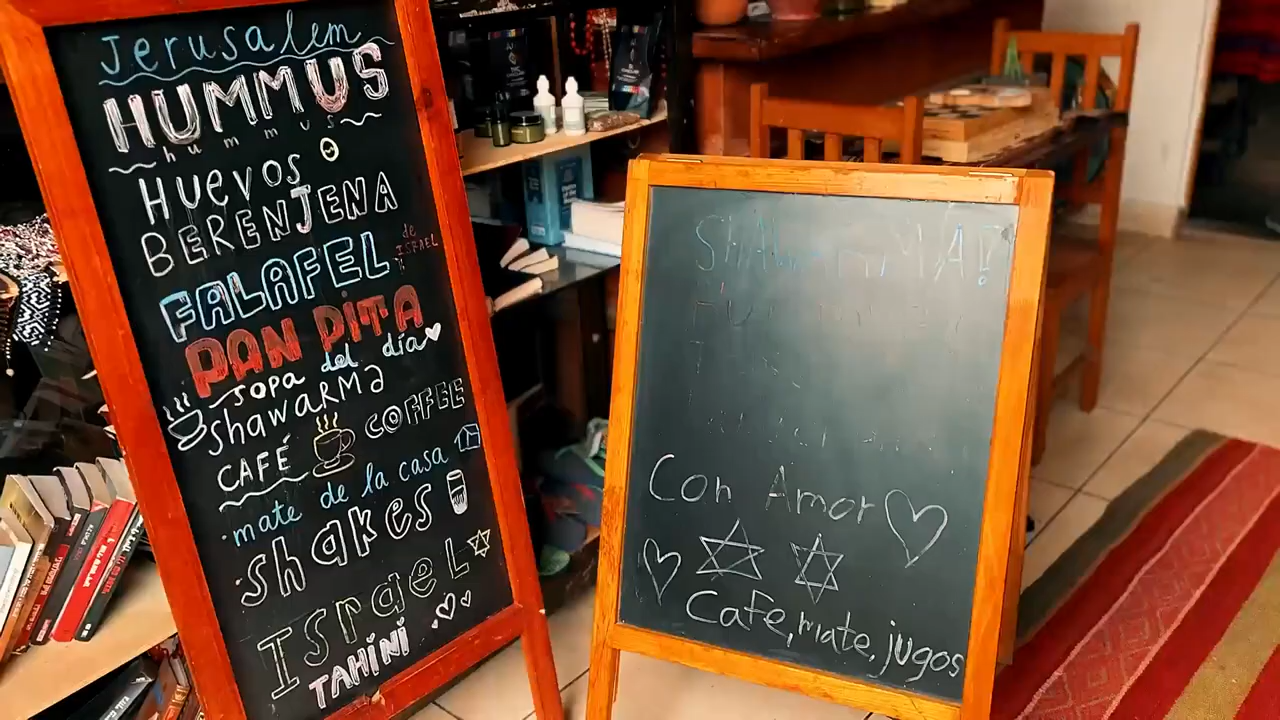 Jerusalem
HUMMUS
hummus
HUEVOS
BERENJENA
FALAFEL de ISRAEL
PAN PITA
sopa del día
shawaRMa
CAFÉ COFFEE
mate de la casa
shakes
Israel
TAHINI
Con Amor
Cafe, mate, jugos